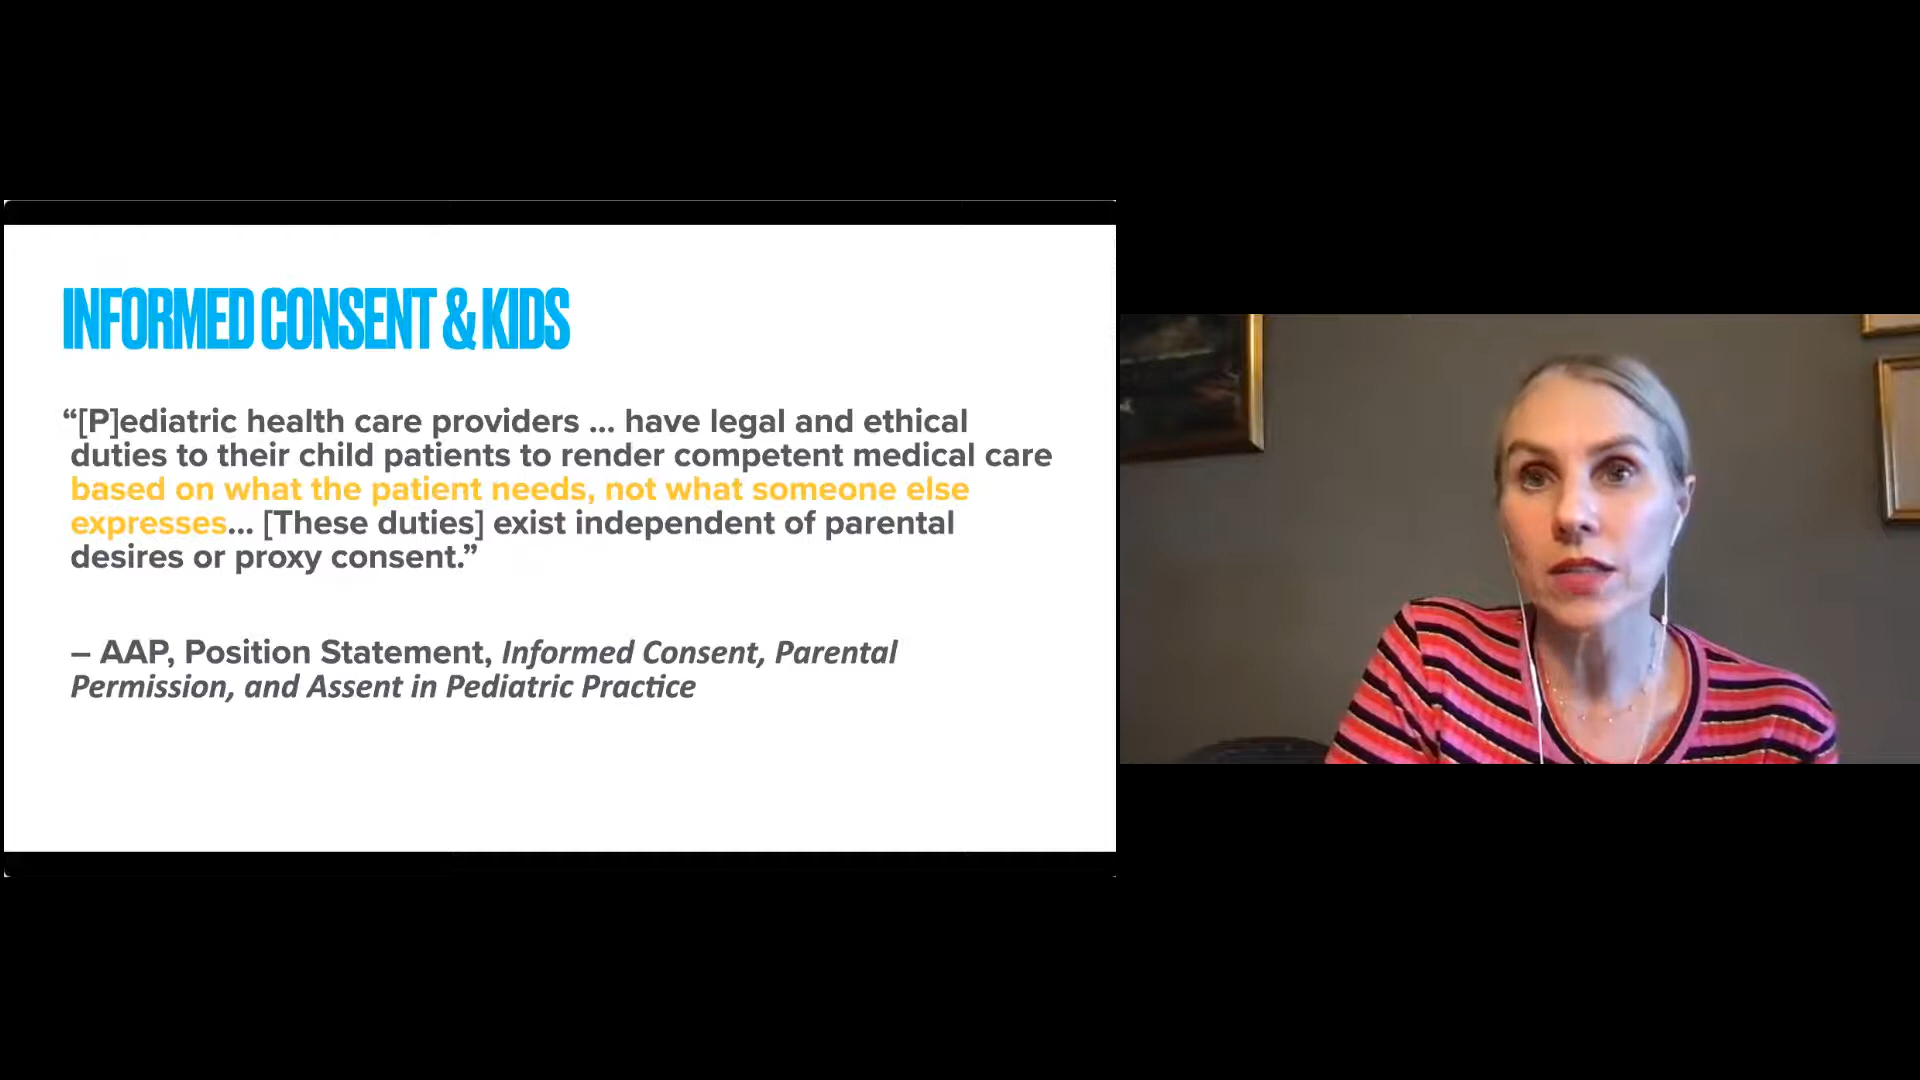 INFORMED CONSENT & KIDS
“[P]ediatric health care providers ... have legal and ethical
duties to their child patients to render competent medical care
based on what the patient needs, not what someone else
expresses... [These duties] exist independent of parental
desires or proxy consent.”
– AAP, Position Statement, Informed Consent, Parental
Permission, and Assent in Pediatric Practice